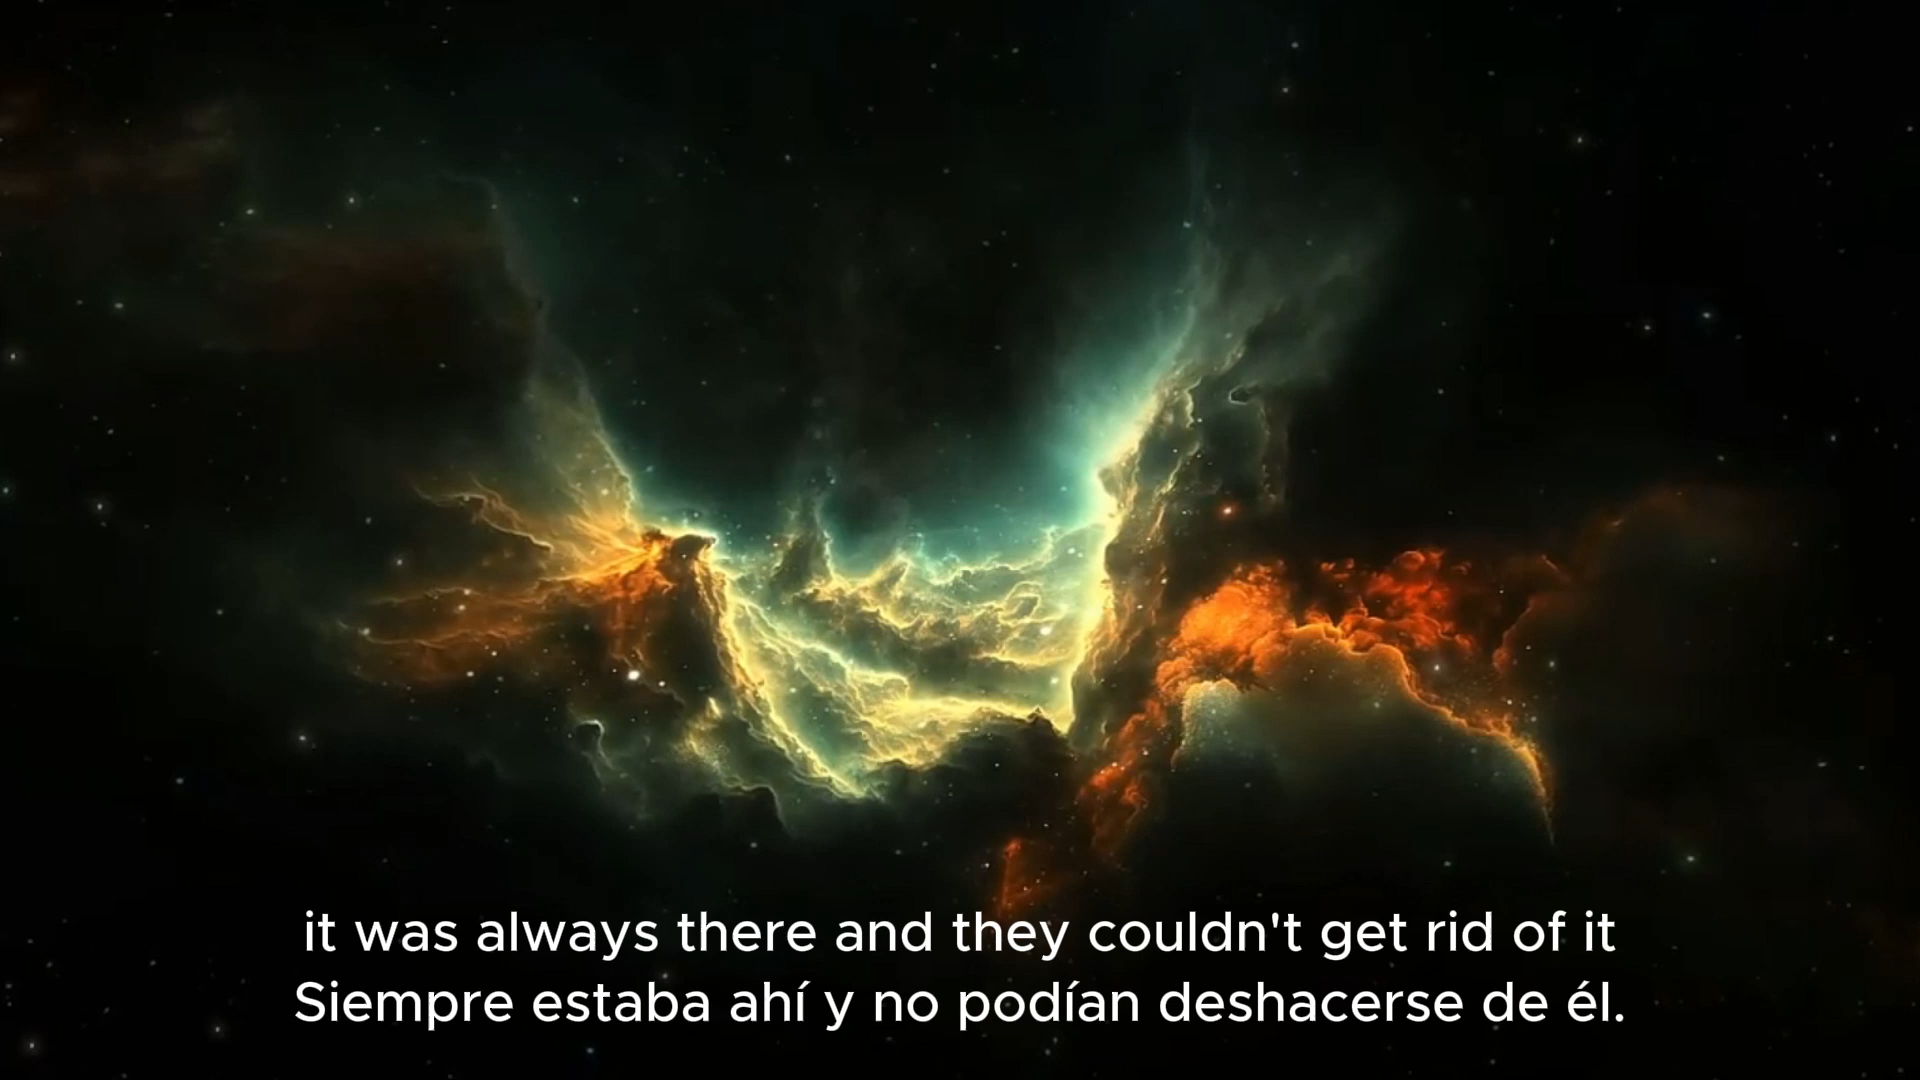 it was always there and they couldn't get rid of it
Siempre estaba ahí y no podían deshacerse de él.